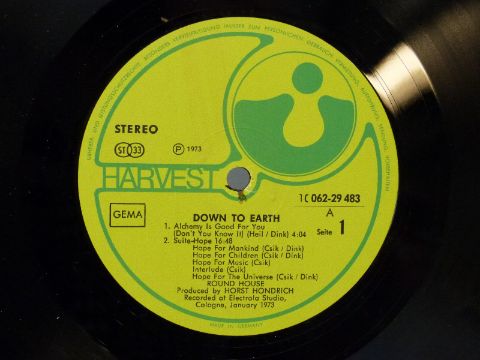 STEREO
ST 33
P 1973
HARVEST
1C 062-29 483
A
GEMA
Seite 1
DOWN TO EARTH
1. Alchemy Is Good For You
(Don't You Know It) (Heil / Dink) 4:04
2. Suite-Hope 16:48
Hope For Mankind (Csik / Dink)
Hope For Children (Csik / Dink)
Hope For Music (Csik)
Interlude (Csik)
Hope For The Universe (Csik / Dink)
ROUND HOUSE
Produced by HORST HONDRICH
Recorded at Electrola Studio,
Cologne, January 1973
MADE IN GERMANY